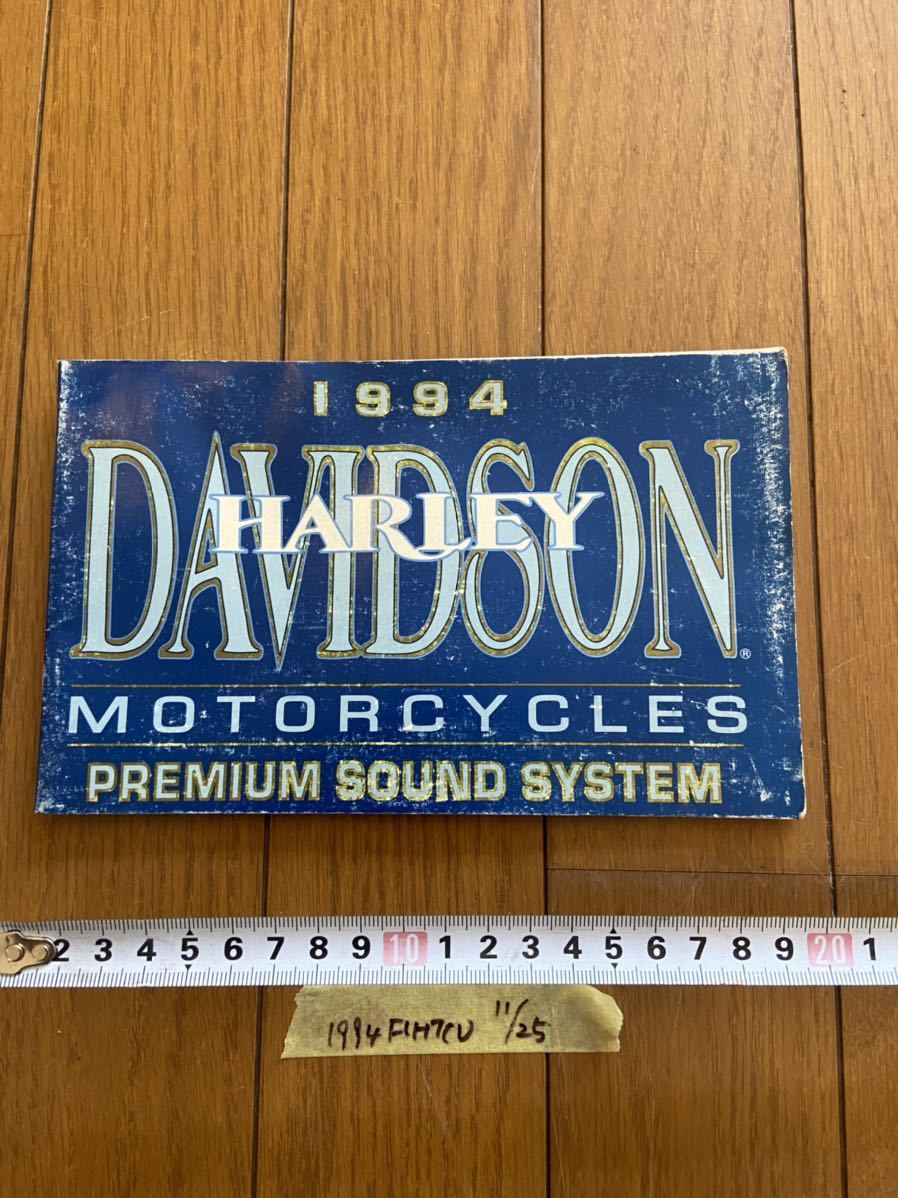 1994
HARLEY
DAVIDSON®
MOTORCYCLES
PREMIUM SOUND SYSTEM
2 3 4 5 6 7 8 9 10 1 2 3 4 5 6 7 8 9 20 1
1994 FLHTCU 11/25